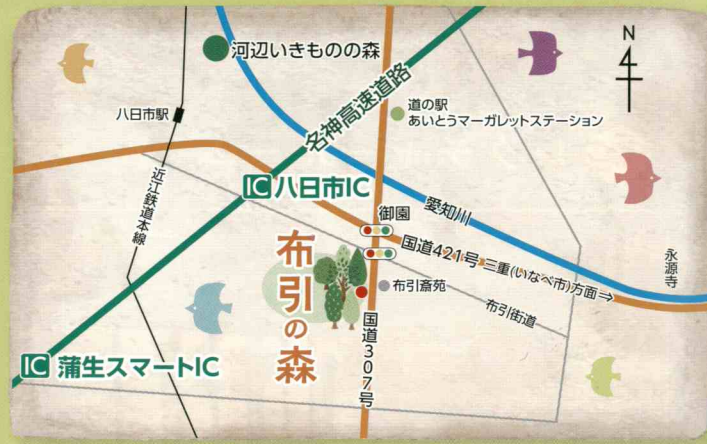 河辺いきものの森
N
名神高速道路
道の駅
あいとうマーガレットステーション
八日市駅
近江鉄道本線
IC 八日市IC
愛知川
御園
国道421号 三重(いなべ市)方面→
永源寺
布引の森
布引斎苑
布引街道
国道307号
IC 蒲生スマートIC